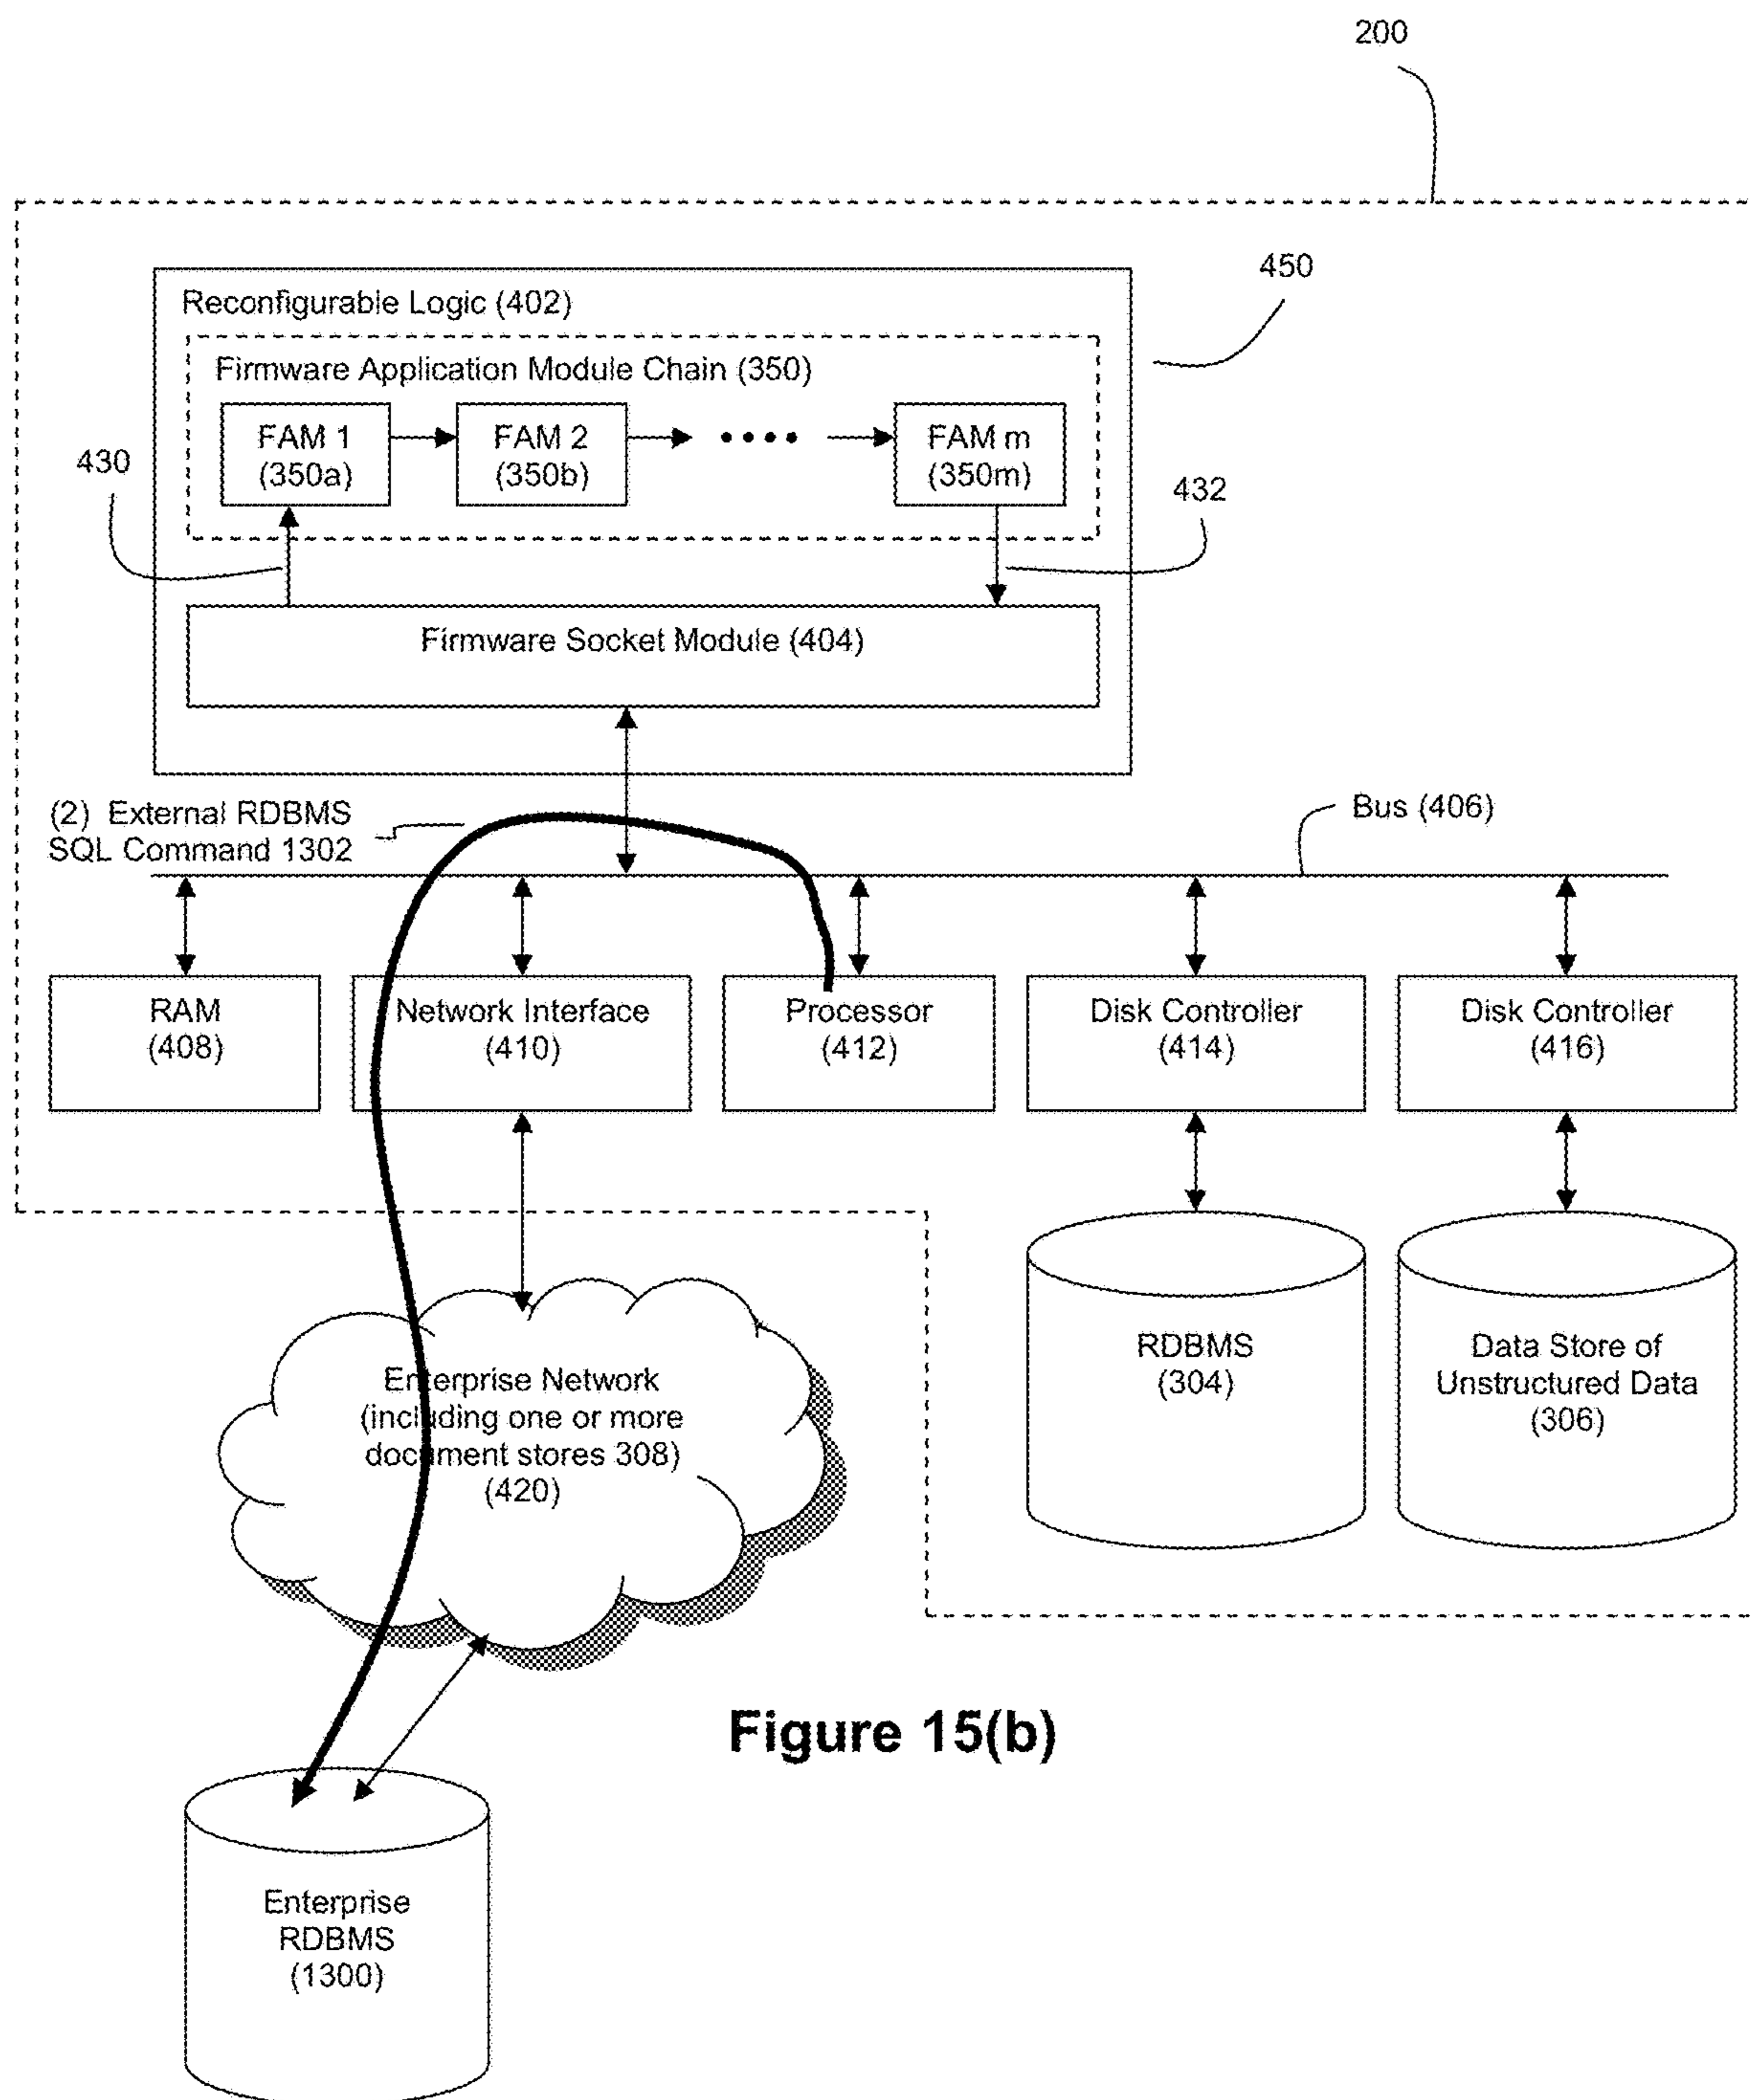 200
450
Reconfigurable Logic (402)
Firmware Application Module Chain (350)
FAM 1
(350a)
FAM 2
(350b)
FAM m
(350m)
430
432
Firmware Socket Module (404)
(2) External RDBMS
SQL Command 1302
Bus (406)
RAM
(408)
Network Interface
(410)
Processor
(412)
Disk Controller
(414)
Disk Controller
(416)
Enterprise Network
(including one or more
document stores 308)
(420)
RDBMS
(304)
Data Store of
Unstructured Data
(306)
Figure 15(b)
Enterprise
RDBMS
(1300)